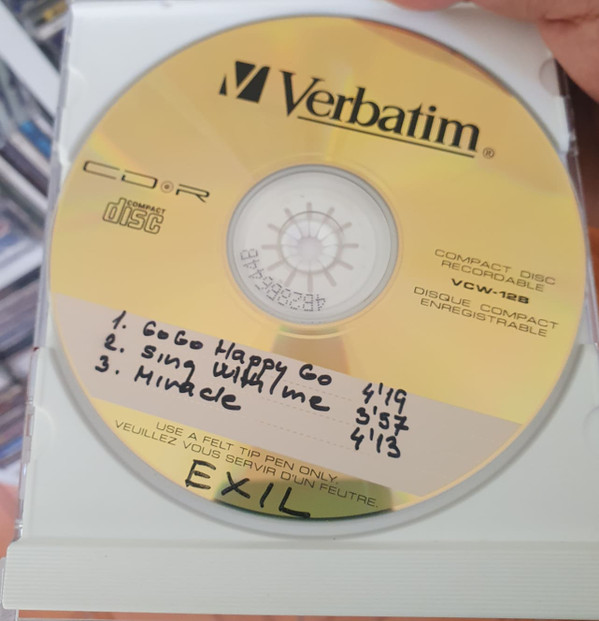 Verbatim®
CD-R
COMPACT
disc
COMPACT DISC
RECORDABLE
VCW-128
DISQUE COMPACT
ENREGISTRABLE
1. GoGo Happy Go 4'19
2. Sing with me 3'57
3. Miracle 4'13
USE A FELT TIP PEN ONLY.
VEUILLEZ VOUS SERVIR D'UN FEUTRE.
EXIL